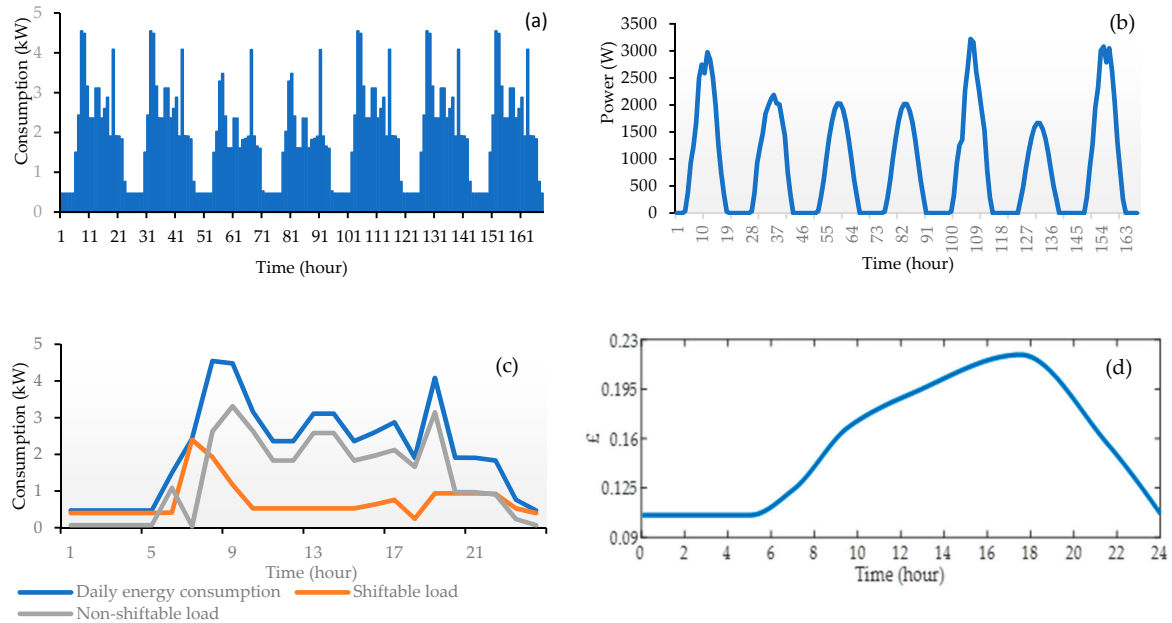 (a)
Consumption (kW)
5
4
3
2
1
0
1 11 21 31 41 51 61 71 81 91 101 111 121 131 141 151 161
Time (hour)
(b)
Power (W)
3500
3000
2500
2000
1500
1000
500
0
1 10 19 28 37 46 55 64 73 82 91 100 109 118 127 136 145 154 163
Time (hour)
(c)
Consumption (kW)
5
4
3
2
1
0
1 5 9 13 17 21
Time (hour)
Daily energy consumption
Shiftable load
Non-shiftable load
(d)
£
0.23
0.195
0.16
0.125
0.09
0 2 4 6 8 10 12 14 16 18 20 22 24
Time (hour)